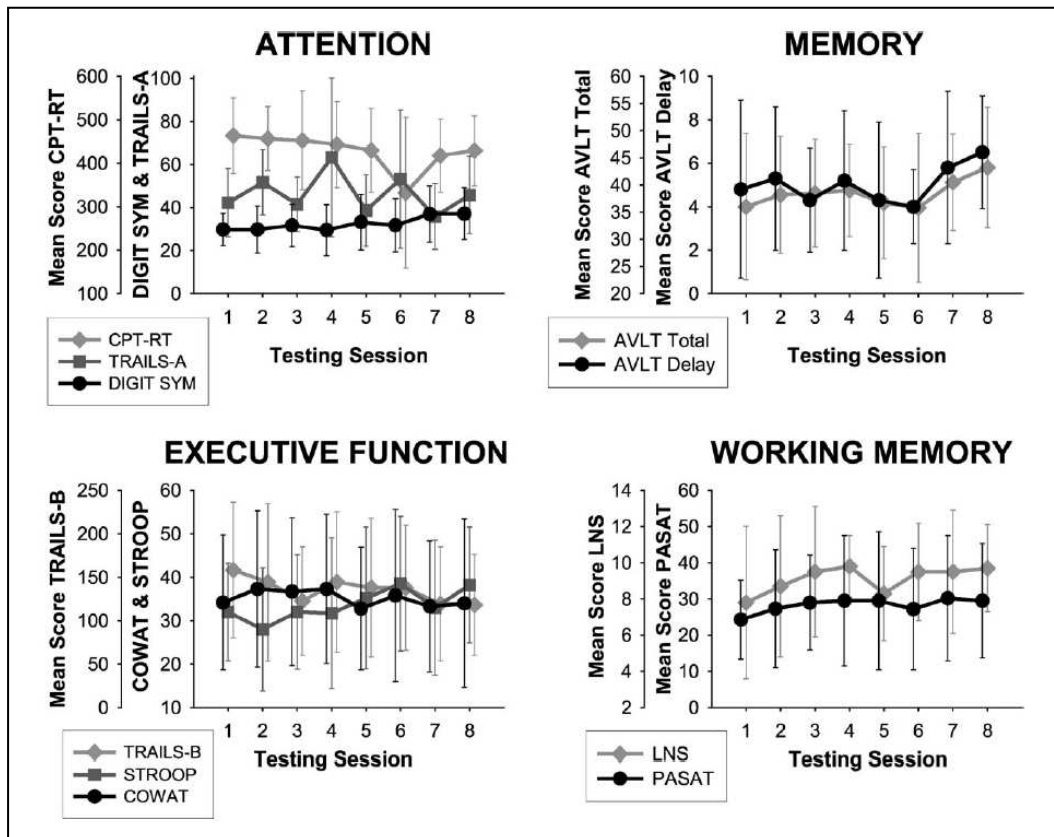 ATTENTION
Mean Score CPT-RT
600
500
400
300
200
100
DIGIT SYM & TRAILS-A
100
80
60
40
20
0
1 2 3 4 5 6 7 8
Testing Session
CPT-RT
TRAILS-A
DIGIT SYM
MEMORY
Mean Score AVLT Total
60
55
50
45
40
35
30
25
20
Mean Score AVLT Delay
10
8
6
4
2
0
1 2 3 4 5 6 7 8
Testing Session
AVLT Total
AVLT Delay
EXECUTIVE FUNCTION
Mean Score TRAILS-B
250
200
150
100
50
0
COWAT & STROOP
60
50
40
30
20
10
1 2 3 4 5 6 7 8
Testing Session
TRAILS-B
STROOP
COWAT
WORKING MEMORY
Mean Score LNS
14
12
10
8
6
4
2
Mean Score PASAT
60
50
40
30
20
10
0
1 2 3 4 5 6 7 8
Testing Session
LNS
PASAT